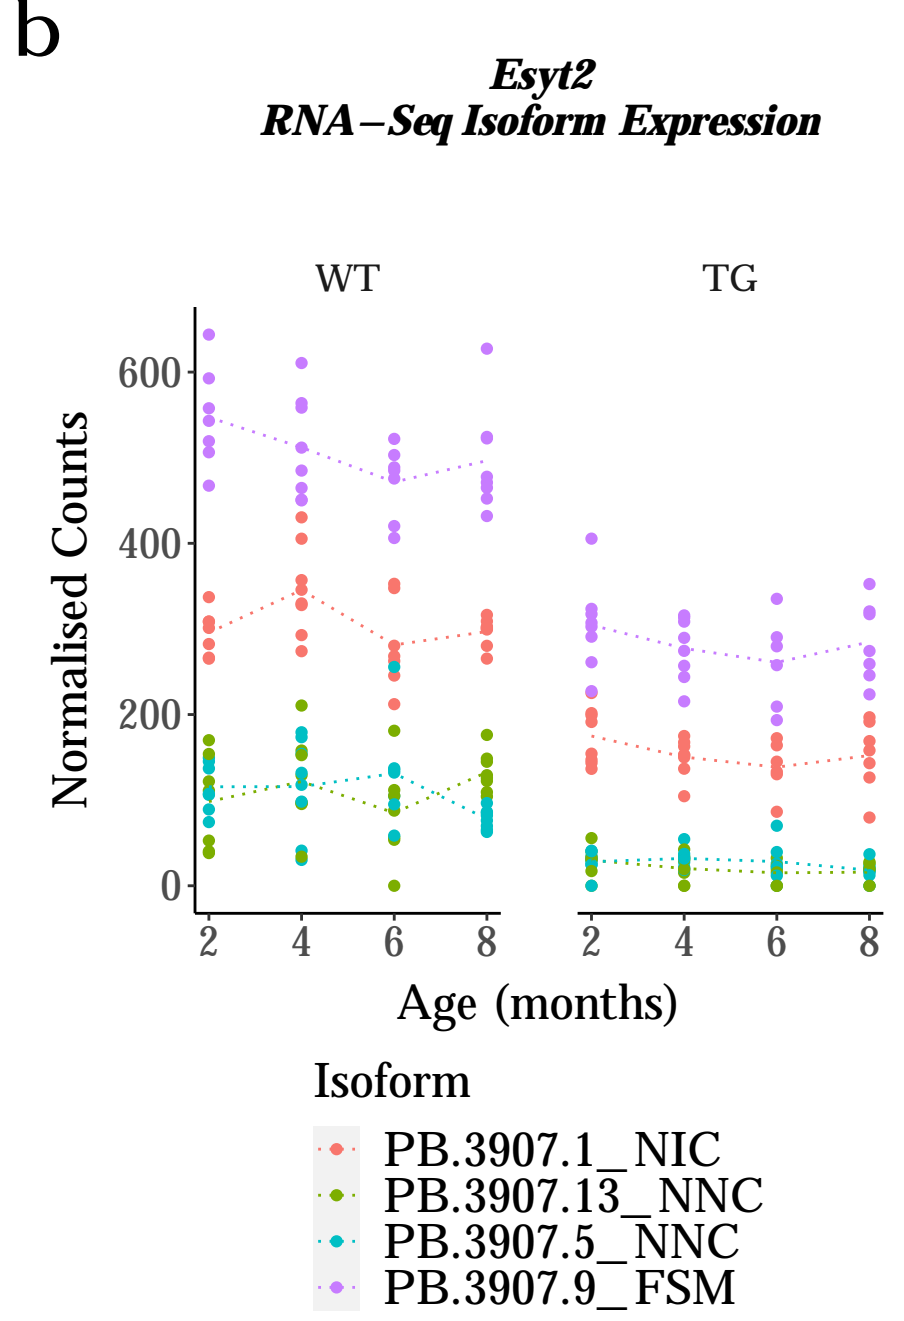 b
Esyt2
RNA–Seq Isoform Expression
WT
TG
Normalised Counts
600
400
200
0
2 4 6 8
2 4 6 8
Age (months)
Isoform
PB.3907.1_NIC
PB.3907.13_NNC
PB.3907.5_NNC
PB.3907.9_FSM